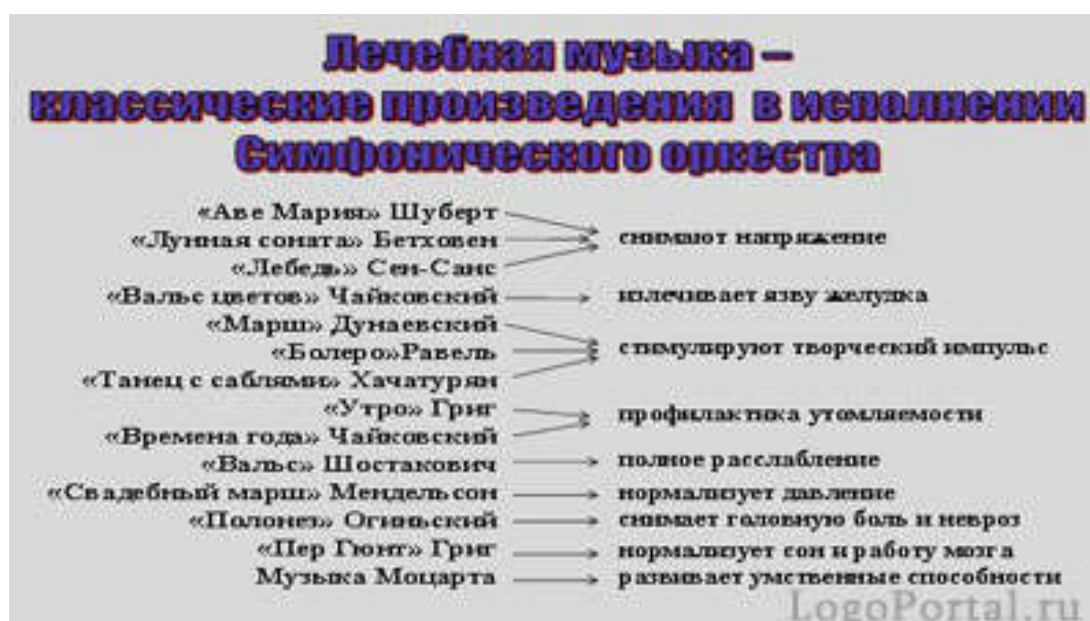 Лечебная музыка –
классические произведения в исполнении
Симфонического оркестра
«Аве Мария» Шуберт
«Лунная соната» Бетховен
снимают напряжение
«Лебедь» Сен-Санс
«Вальс цветов» Чайковский
излечивает язву желудка
«Марш» Дунаевский
«Болеро»Равель
стимулируют творческий импульс
«Танец с саблями» Хачатурян
«Утро» Григ
профилактика утомляемости
«Времена года» Чайковский
«Вальс» Шостакович
полное расслабление
«Свадебный марш» Мендельсон
нормализует давление
«Полонез» Огиньский
снимает головную боль и невроз
«Пер Гюнт» Григ
нормализует сон и работу мозга
Музыка Моцарта
развивает умственные способности
LogoPortal.ru